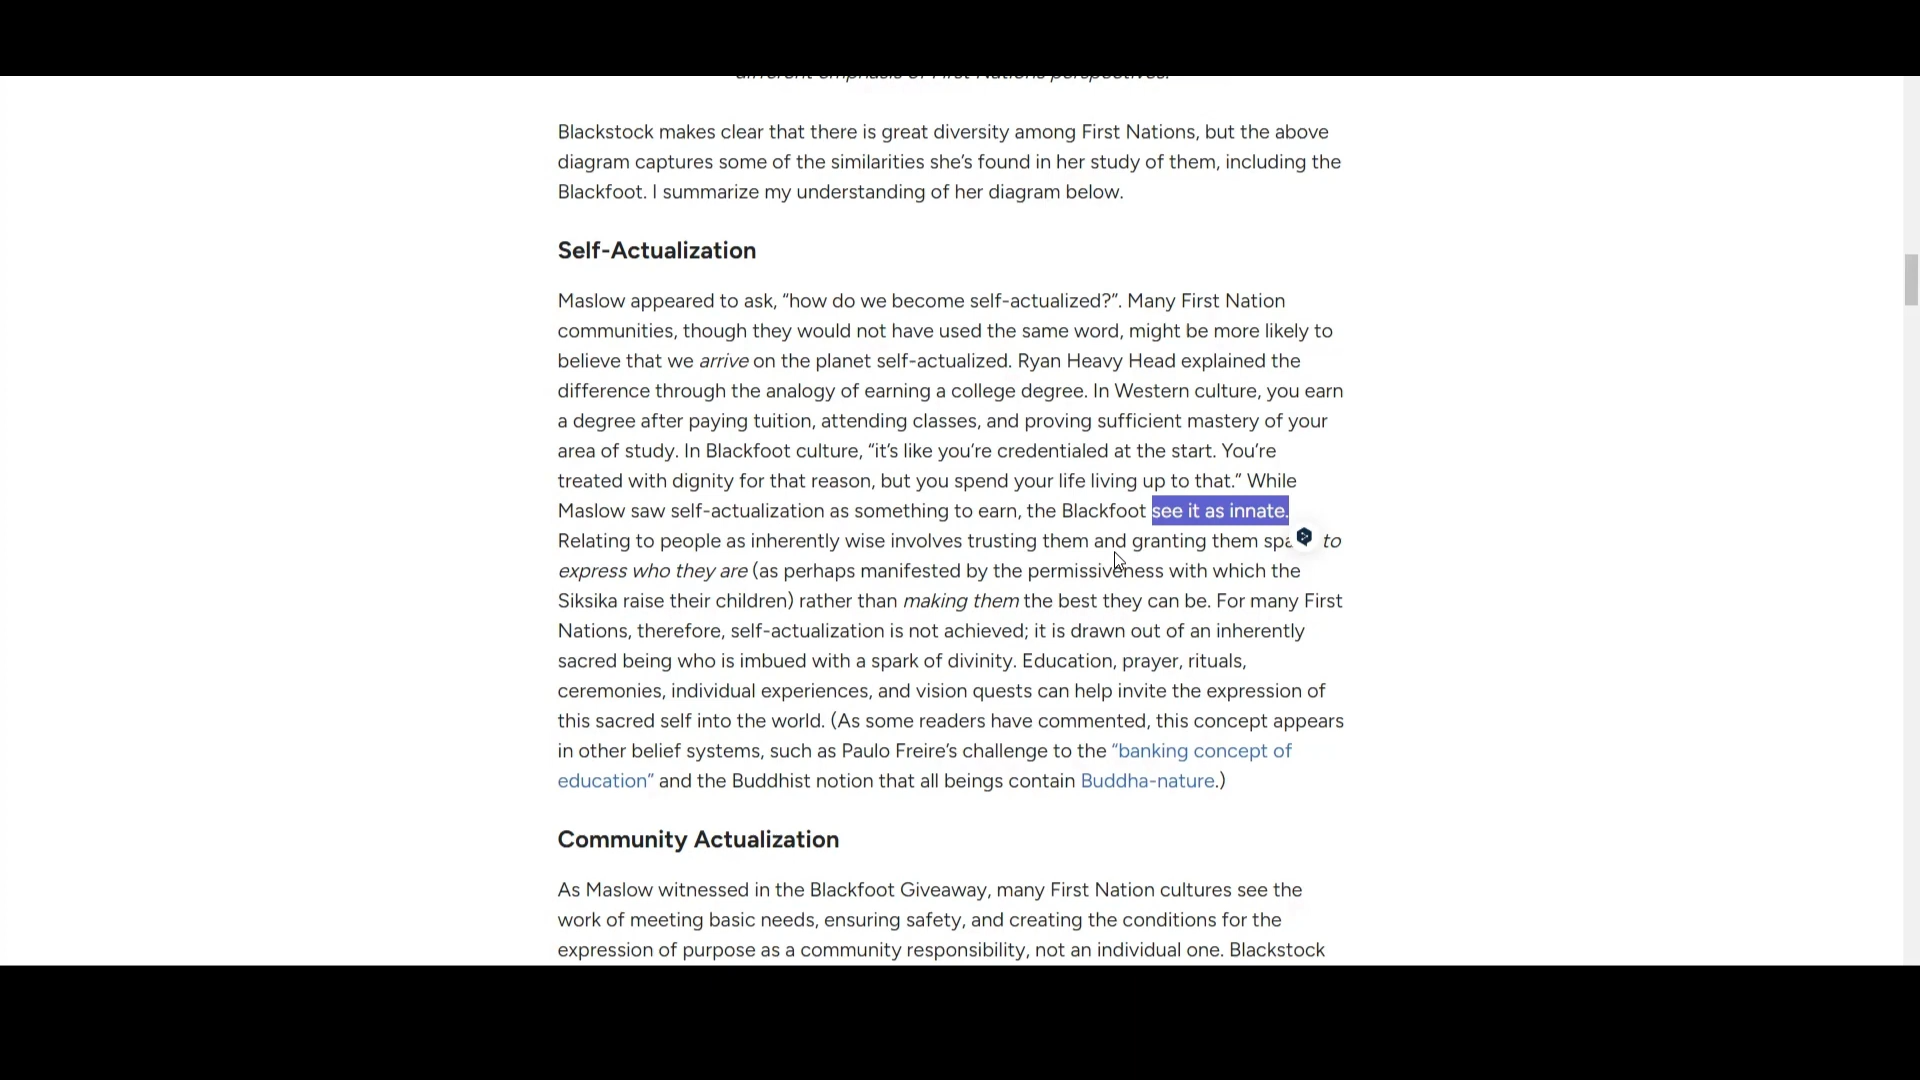 different emphasis of First Nations perspectives.
Blackstock makes clear that there is great diversity among First Nations, but the above
diagram captures some of the similarities she’s found in her study of them, including the
Blackfoot. I summarize my understanding of her diagram below.
Self-Actualization
Maslow appeared to ask, “how do we become self-actualized?”. Many First Nation
communities, though they would not have used the same word, might be more likely to
believe that we arrive on the planet self-actualized. Ryan Heavy Head explained the
difference through the analogy of earning a college degree. In Western culture, you earn
a degree after paying tuition, attending classes, and proving sufficient mastery of your
area of study. In Blackfoot culture, “it’s like you’re credentialed at the start. You’re
treated with dignity for that reason, but you spend your life living up to that.” While
Maslow saw self-actualization as something to earn, the Blackfoot see it as innate.
Relating to people as inherently wise involves trusting them and granting them to
express who they are (as perhaps manifested by the permissiveness with which the
Siksika raise their children) rather than making them the best they can be. For many First
Nations, therefore, self-actualization is not achieved; it is drawn out of an inherently
sacred being who is imbued with a spark of divinity. Education, prayer, rituals,
ceremonies, individual experiences, and vision quests can help invite the expression of
this sacred self into the world. (As some readers have commented, this concept appears
in other belief systems, such as Paulo Freire’s challenge to the “banking concept of
education” and the Buddhist notion that all beings contain Buddha-nature.)
Community Actualization
As Maslow witnessed in the Blackfoot Giveaway, many First Nation cultures see the
work of meeting basic needs, ensuring safety, and creating the conditions for the
expression of purpose as a community responsibility, not an individual one. Blackstock